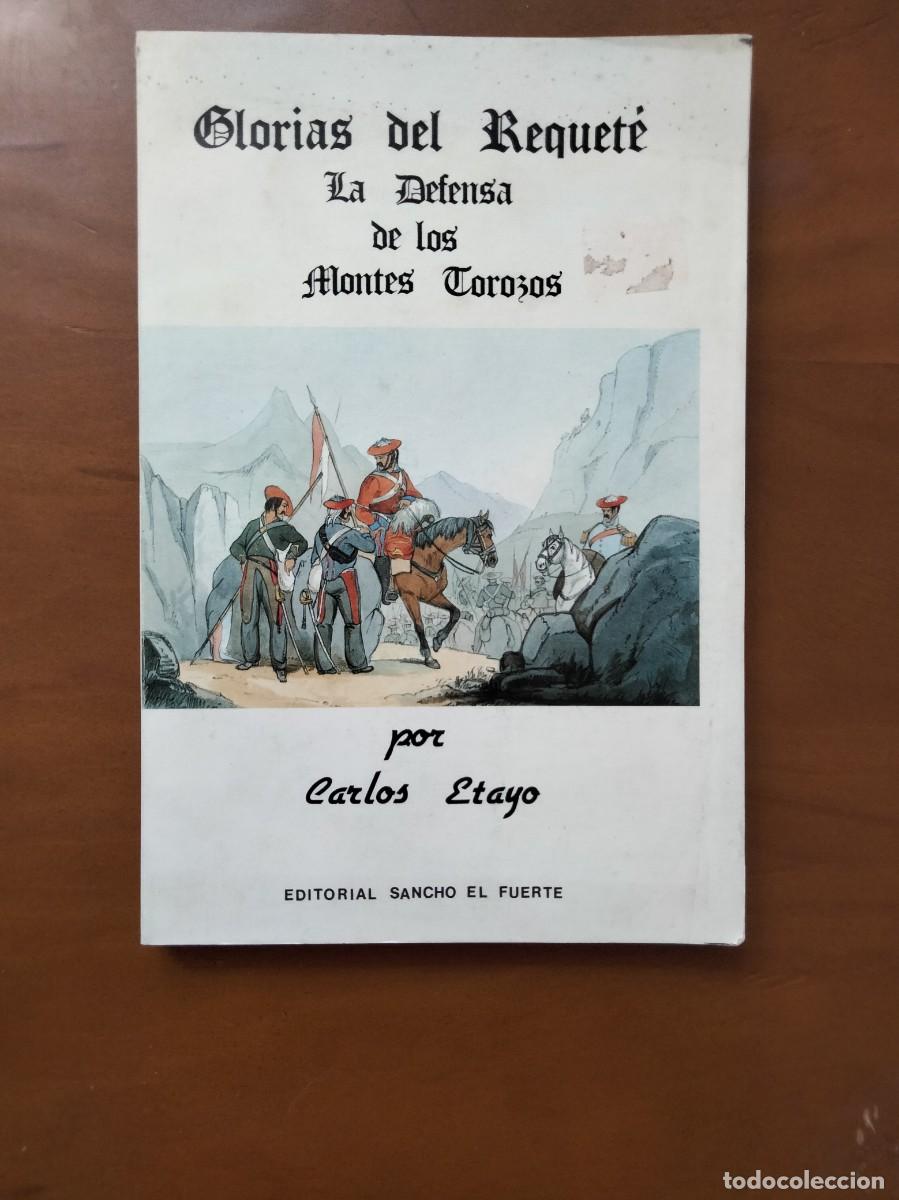 Glorias del Requeté
La Defensa
de los
Montes Torozos
por
Carlos Etayo
EDITORIAL SANCHO EL FUERTE
todocoleccion